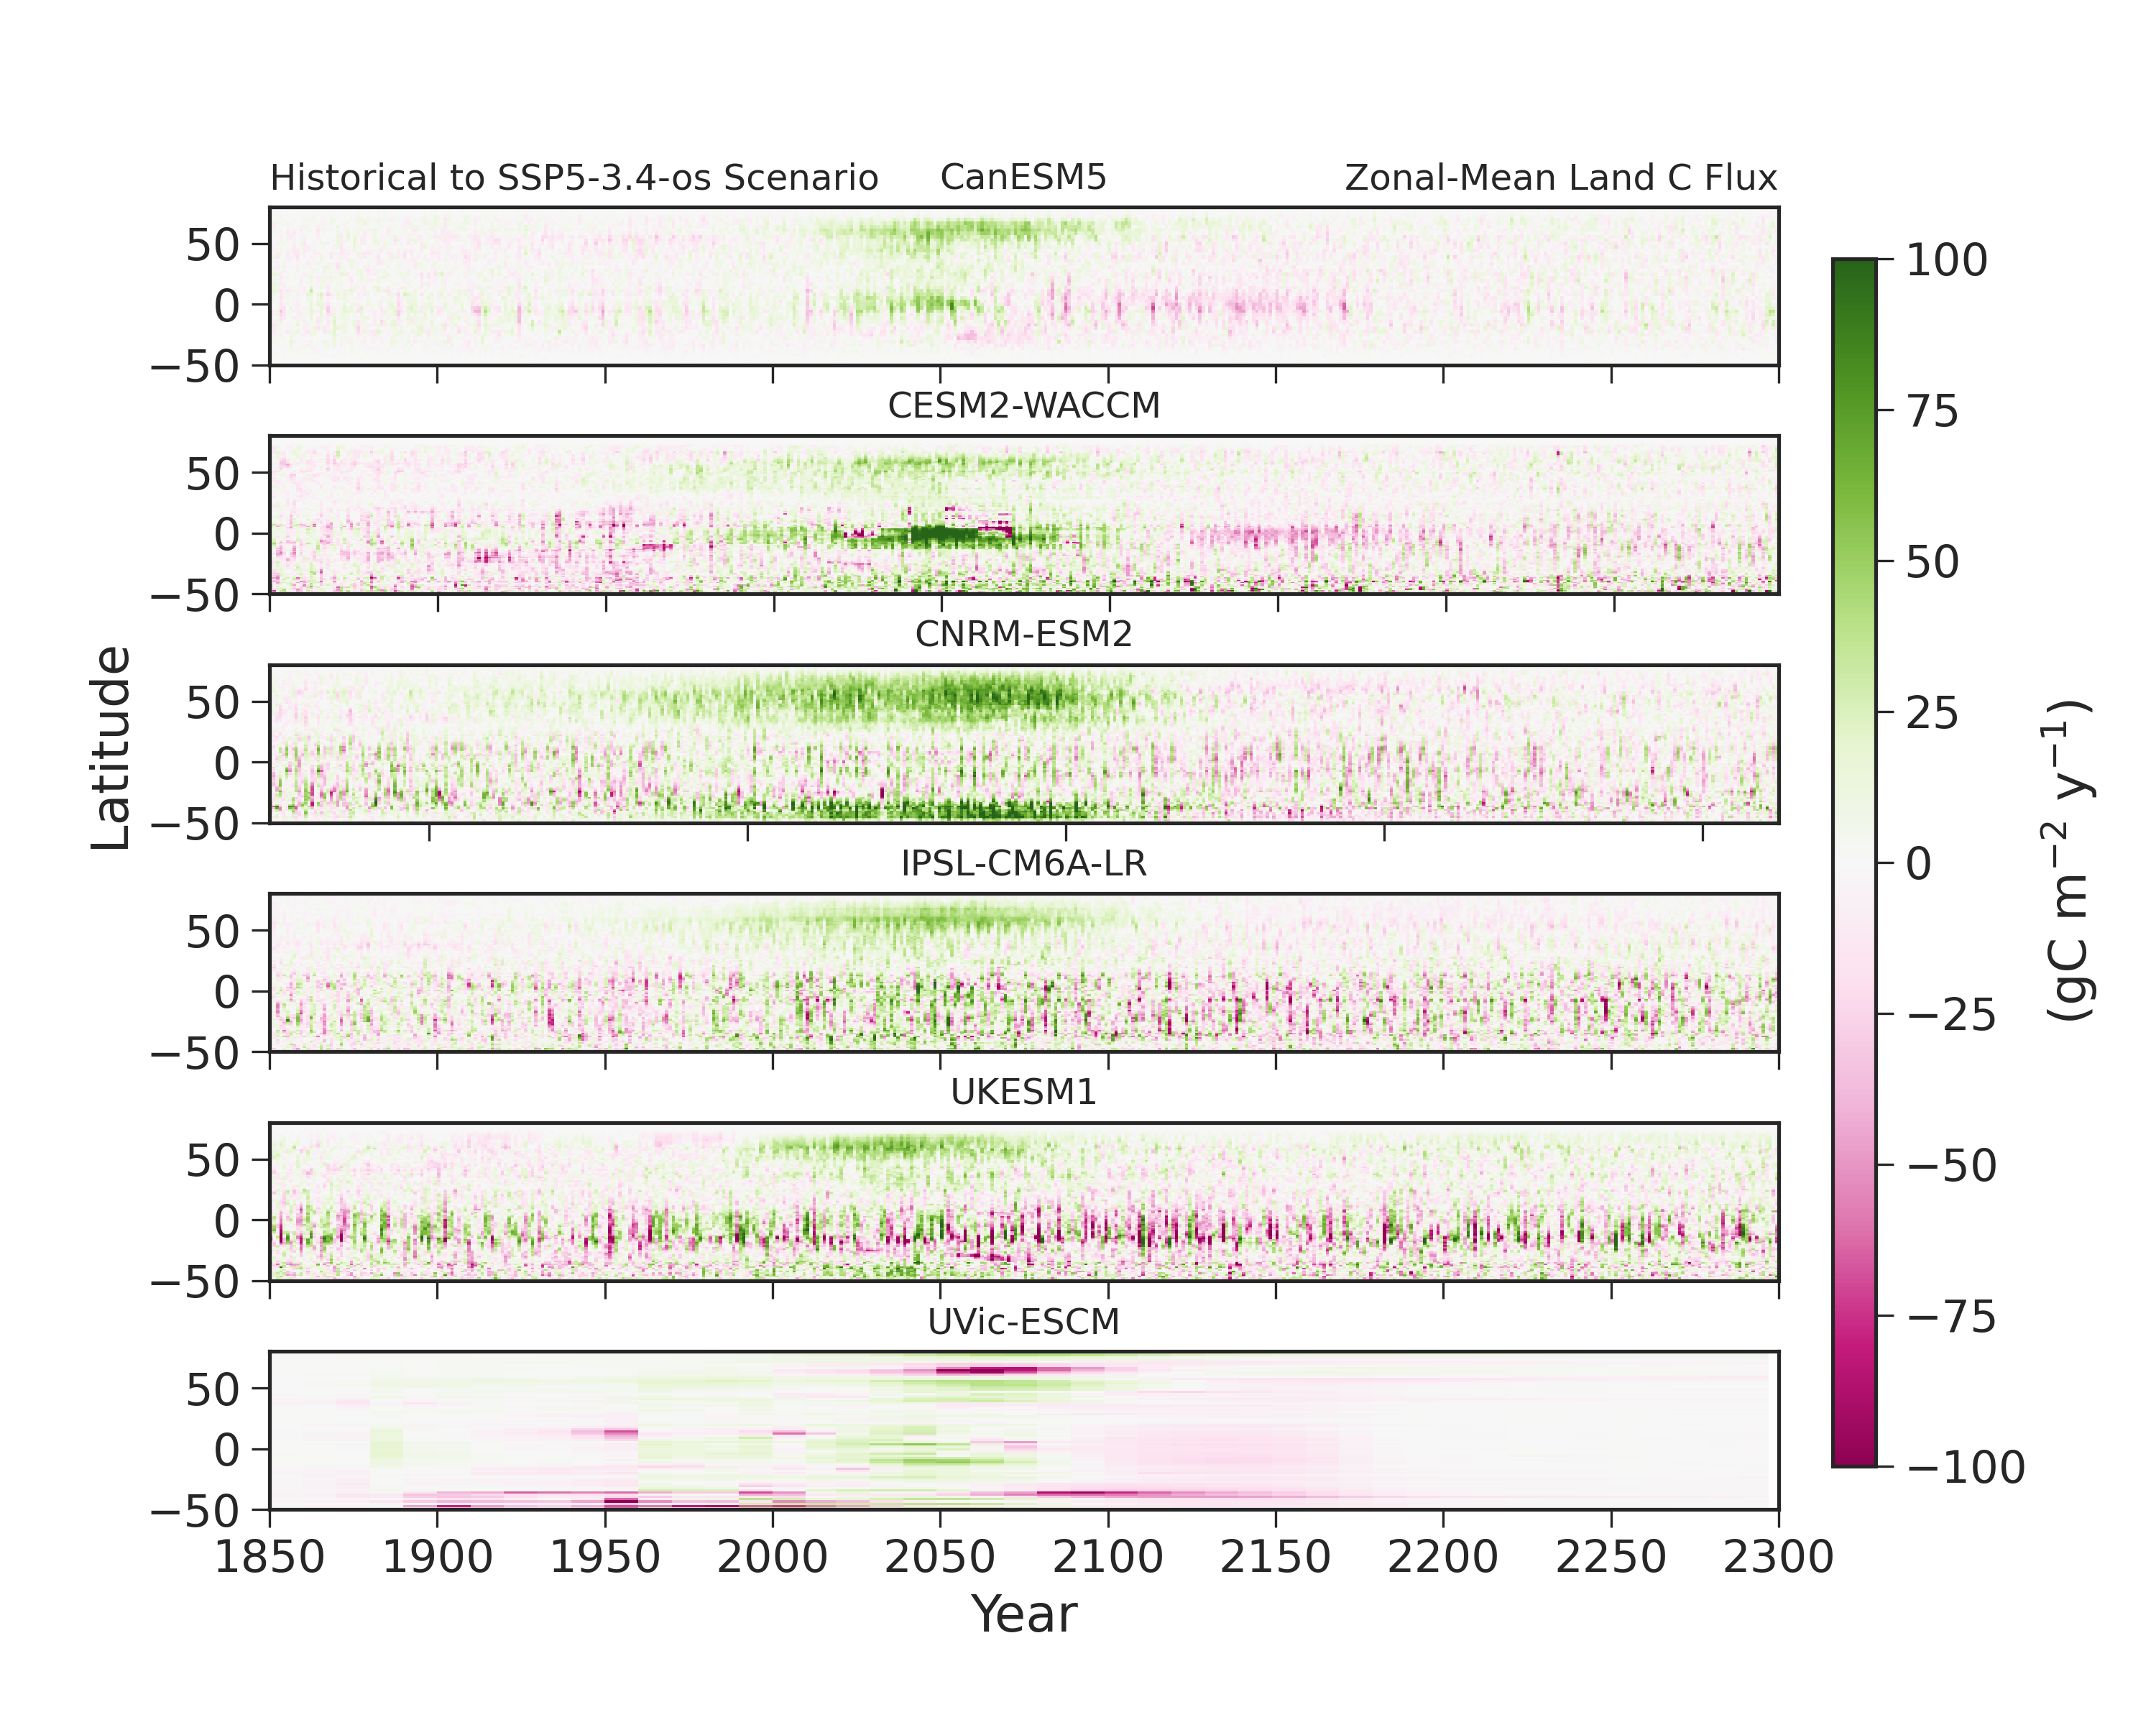 Historical to SSP5-3.4-os Scenario CanESM5 Zonal-Mean Land C Flux
50
0
−50
CESM2-WACCM
50
0
−50
CNRM-ESM2
50
0
−50
IPSL-CM6A-LR
50
0
−50
UKESM1
50
0
−50
UVic-ESCM
50
0
−50
1850 1900 1950 2000 2050 2100 2150 2200 2250 2300
Year
Latitude
100
75
50
25
0
−25
−50
−75
−100
(gC m⁻² y⁻¹)